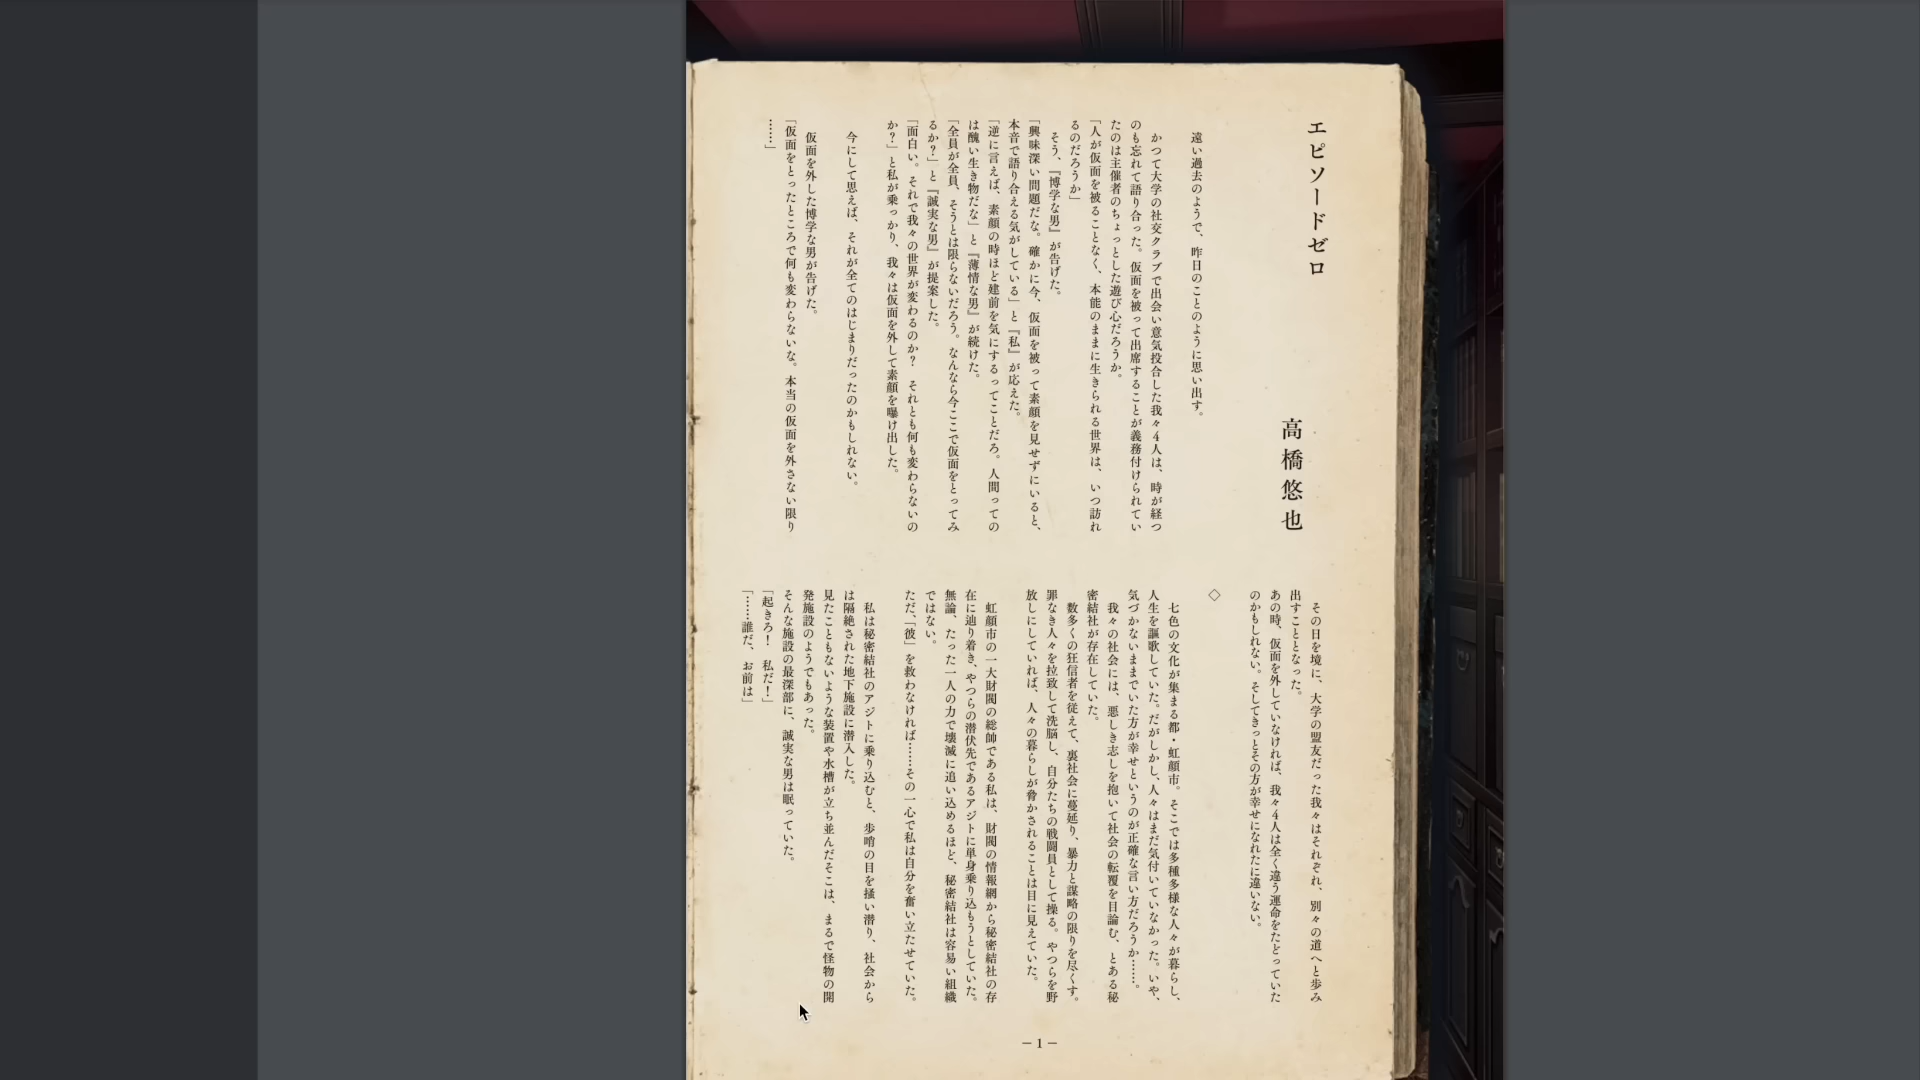 エピソードゼロ
高橋悠也
遠い過去のようで、昨日のことのように思い出す。
かつて大学の社交クラブで出会い意気投合した我々4人は、時が経つ
のも忘れて語り合った。仮面を被って出席することが義務付けられてい
たのは主催者のちょっとした遊び心だろうか。
「人が仮面を被ることなく、本能のままに生きられる世界は、いつ訪れ
るのだろうか」
そう、『博学な男』が告げた。
「興味深い問題だな。確かに今、仮面を被って素顔を見せずにいると、
本音で語り合える気がしている」と『私』が応えた。
「逆に言えば、素顔の時ほど建前を気にするってことだろ。人間っての
は醜い生き物だな」と『薄情な男』が続けた。
「全員が全員、そうとは限らないだろう。なんなら今ここで仮面をとってみ
るか？」と『誠実な男』が提案した。
「面白い。それで我々の世界が変わるのか？　それとも何も変わらないの
か？」と私が乗っかり、我々は仮面を外して素顔を曝け出した。
今にして思えば、それが全てのはじまりだったのかもしれない。
仮面を外した博学な男が告げた。
「仮面をとったところで何も変わらないな。本当の仮面を外さない限り
……」
その日を境に、大学の盟友だった我々はそれぞれ、別々の道へと歩み
出すこととなった。
あの時、仮面を外していなければ、我々4人は全く違う運命をたどっていた
のかもしれない。そしてきっとその方が幸せになれたに違いない。
◇
七色の文化が集まる都・虹顔市。そこでは多種多様な人々が暮らし、
人生を謳歌していた。だがしかし、人々はまだ気付いていなかった。いや、
気づかないままでいた方が幸せというのが正確な言い方だろうか……。
我々の社会には、悪しき志しを抱いて社会の転覆を目論む、とある秘
密結社が存在していた。
数多くの狂信者を従えて、裏社会に蔓延り、暴力と謀略の限りを尽くす。
罪なき人々を拉致して洗脳し、自分たちの戦闘員として操る。やつらを野
放しにしていれば、人々の暮らしが脅かされることは目に見えていた。
虹顔市の一大財閥の総帥である私は、財閥の情報網から秘密結社の存
在に辿り着き、やつらの潜伏先であるアジトに単身乗り込もうとしていた。
無論、たった一人の力で壊滅に追い込めるほど、秘密結社は容易い組織
ではない。
ただ、「彼」を救わなければ……その一心で私は自分を奮い立たせていた。
私は秘密結社のアジトに乗り込むと、歩哨の目を掻い潜り、社会から
は隔絶された地下施設に潜入した。
見たこともないような装置や水槽が立ち並んだそこは、まるで怪物の開
発施設のようでもあった。
そんな施設の最深部に、誠実な男は眠っていた。
「起きろ！　私だ！」
「……誰だ、お前は」
－1－